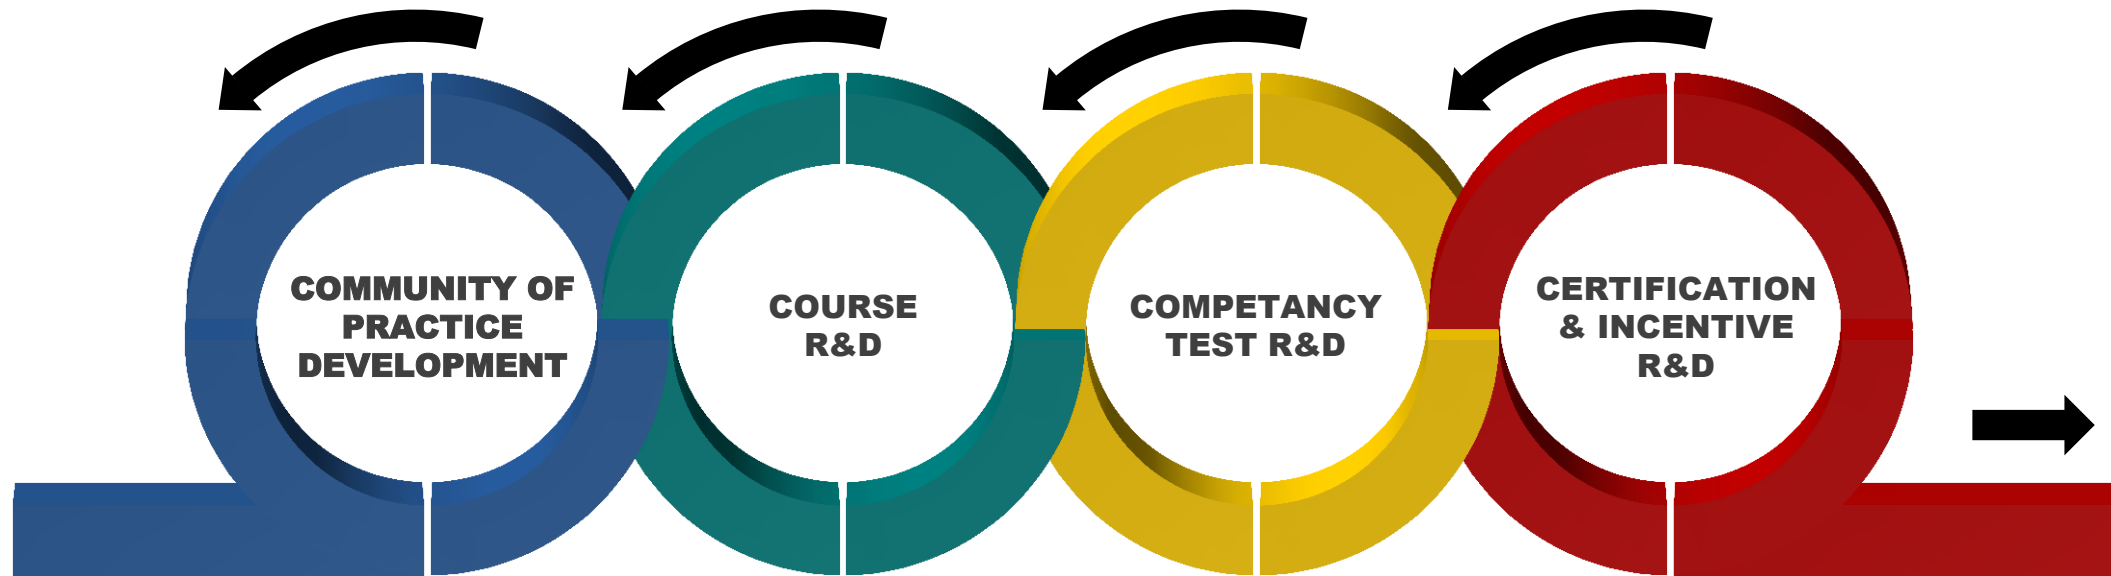 COMMUNITY OF
PRACTICE
DEVELOPMENT
COURSE
R&D
COMPETANCY
TEST R&D
CERTIFICATION
& INCENTIVE
R&D